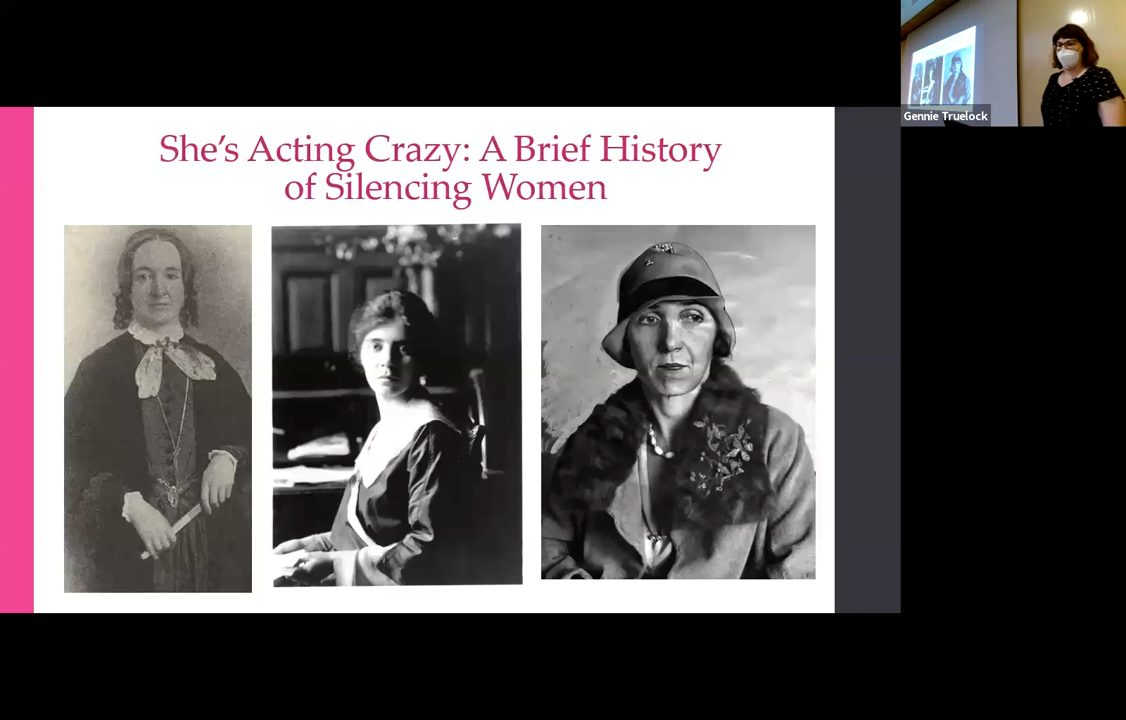 She's Acting Crazy: A Brief History
of Silencing Women
Gennie Truelock